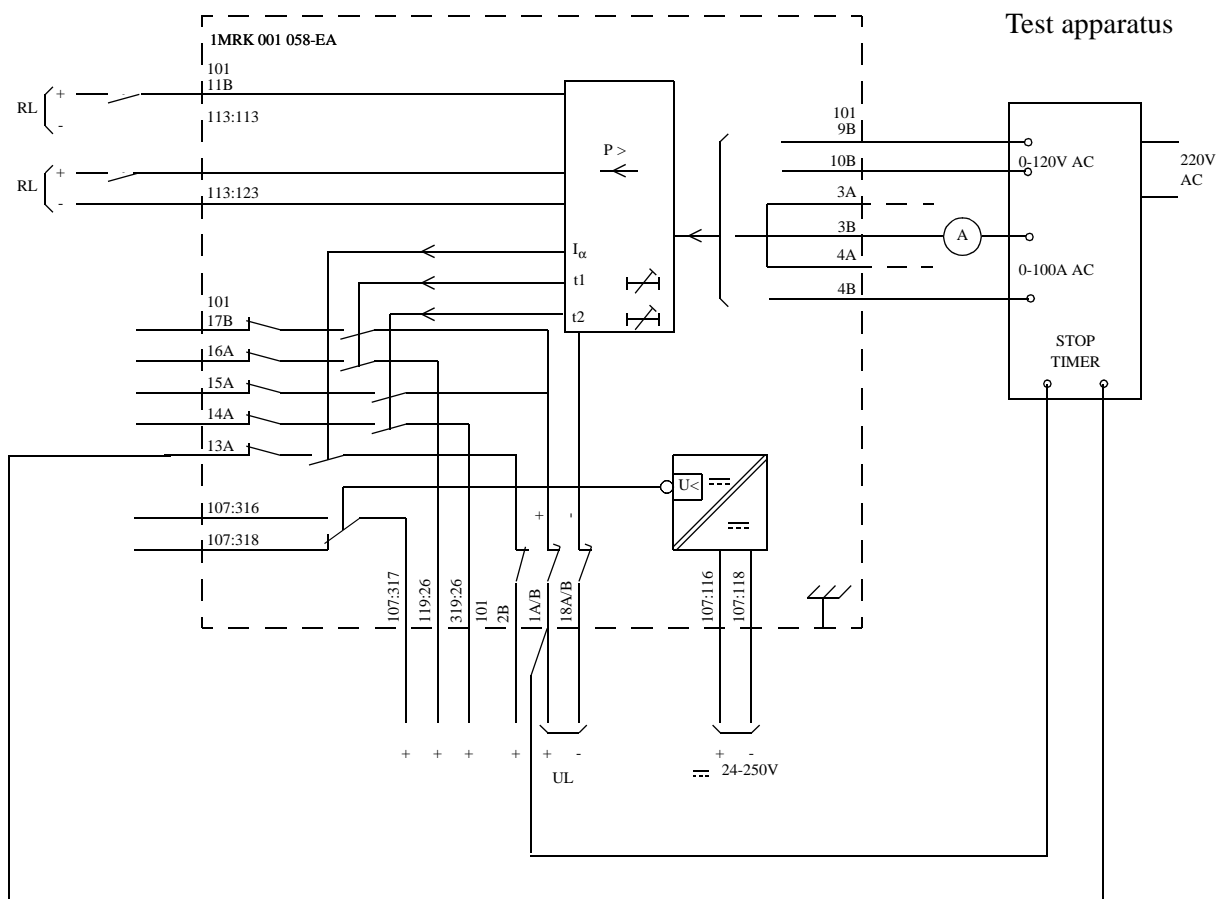 Test apparatus
1MRK 001 058-EA
101
11B
RL
+
-
113:113
RL
+
-
113:123
P >
Iα
t1
t2
101
9B
10B
3A
3B
4A
4B
A
0-120V AC
0-100A AC
220V
AC
STOP
TIMER
101
17B
16A
15A
14A
13A
107:316
107:318
U<
+
-
107:317
119:26
319:26
101
2B
1A/B
18A/B
107:116
107:118
+
+
+
+
+
-
UL
+
-
24-250V